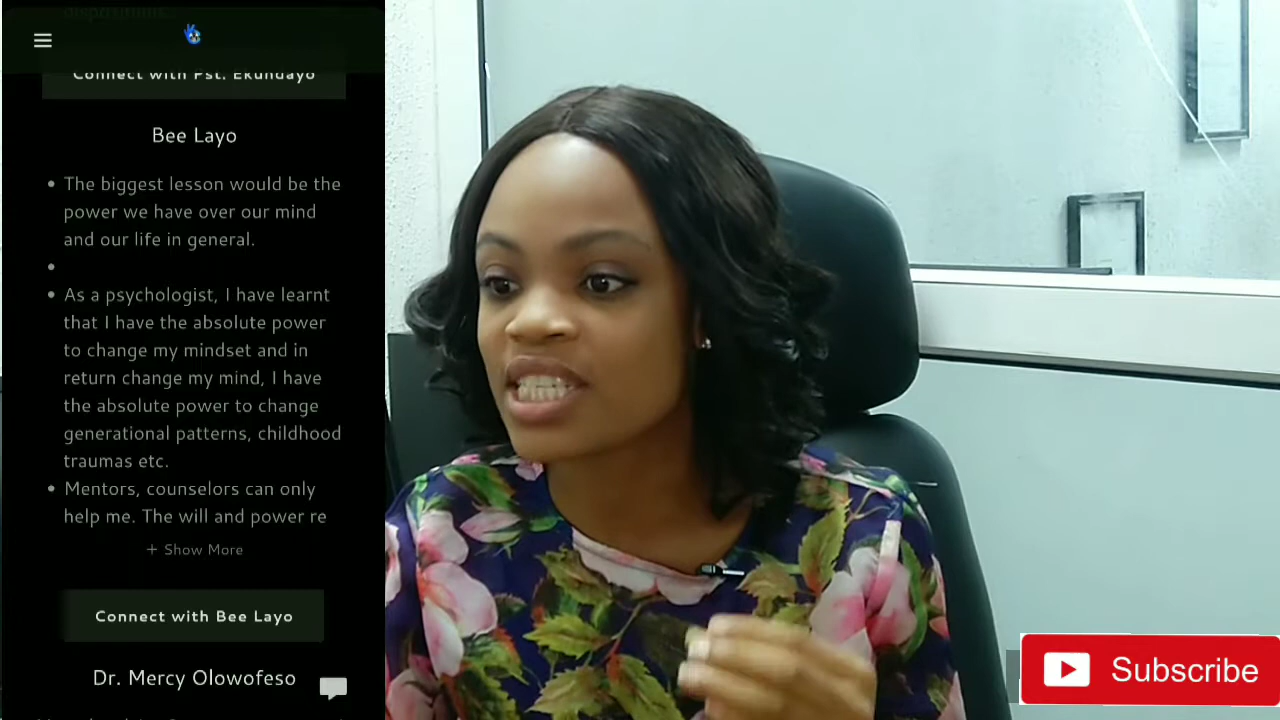 Connect with Pst. Ekundayo
Bee Layo
• The biggest lesson would be the
power we have over our mind
and our life in general.
•
• As a psychologist, I have learnt
that I have the absolute power
to change my mindset and in
return change my mind, I have
the absolute power to change
generational patterns, childhood
traumas etc.
• Mentors, counselors can only
help me. The will and power re
+ Show More
Connect with Bee Layo
Dr. Mercy Olowofeso
Subscribe